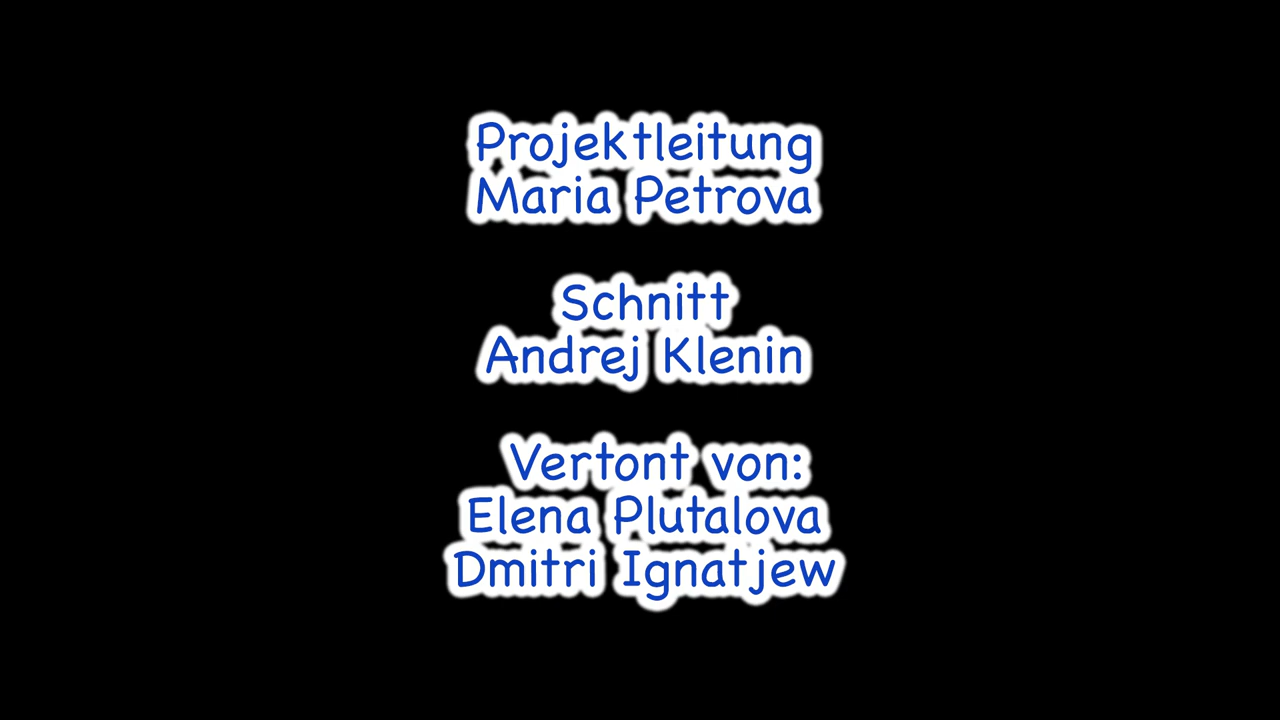 Projektleitung
Maria Petrova
Schnitt
Andrej Klenin
Vertont von:
Elena Plutalova
Dmitri Ignatjew